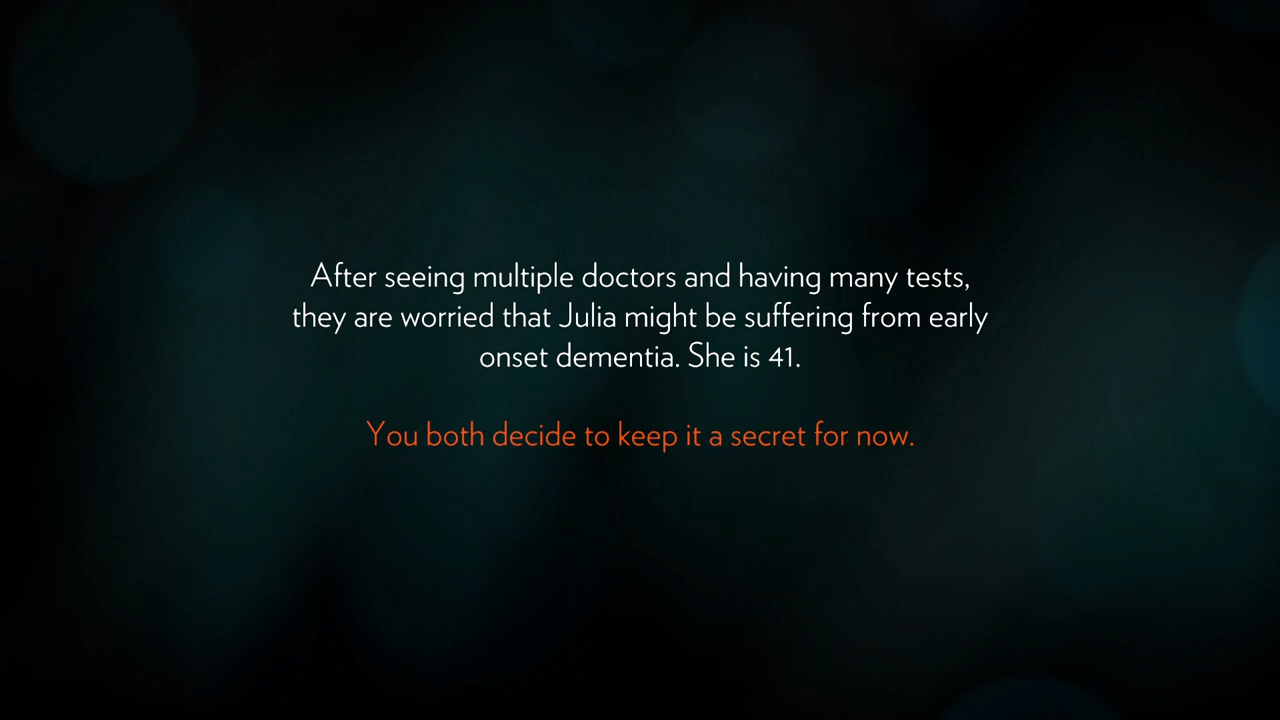 After seeing multiple doctors and having many tests,
they are worried that Julia might be suffering from early
onset dementia. She is 41.
You both decide to keep it a secret for now.